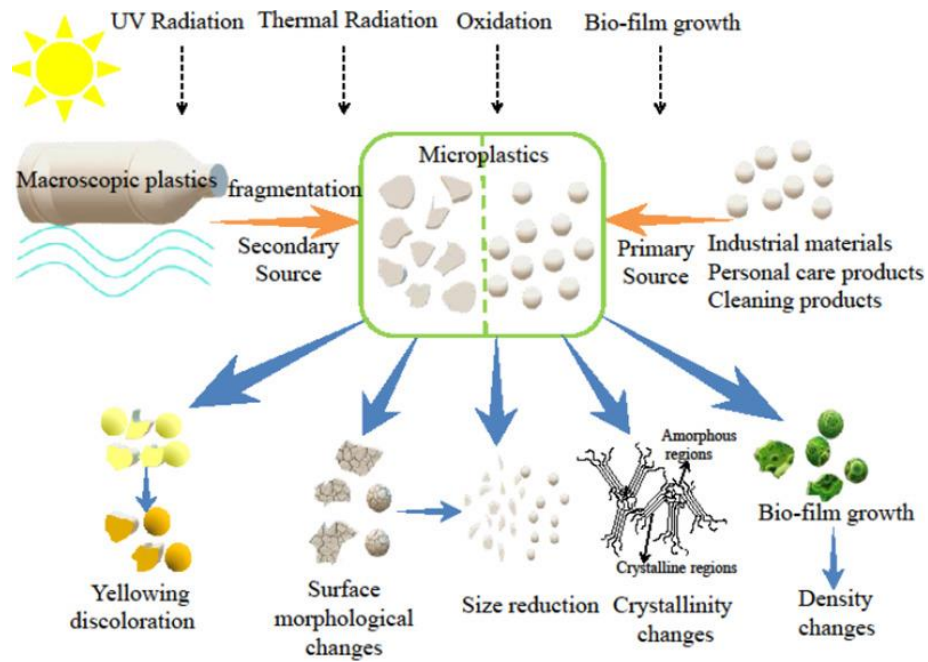 UV Radiation
Thermal Radiation
Oxidation
Bio-film growth
Macroscopic plastics
fragmentation
Secondary
Source
Microplastics
Primary
Source
Industrial materials
Personal care products
Cleaning products
Yellowing
discoloration
Surface
morphological
changes
Size reduction
Amorphous
regions
Crystalline regions
Crystallinity
changes
Bio-film growth
Density
changes